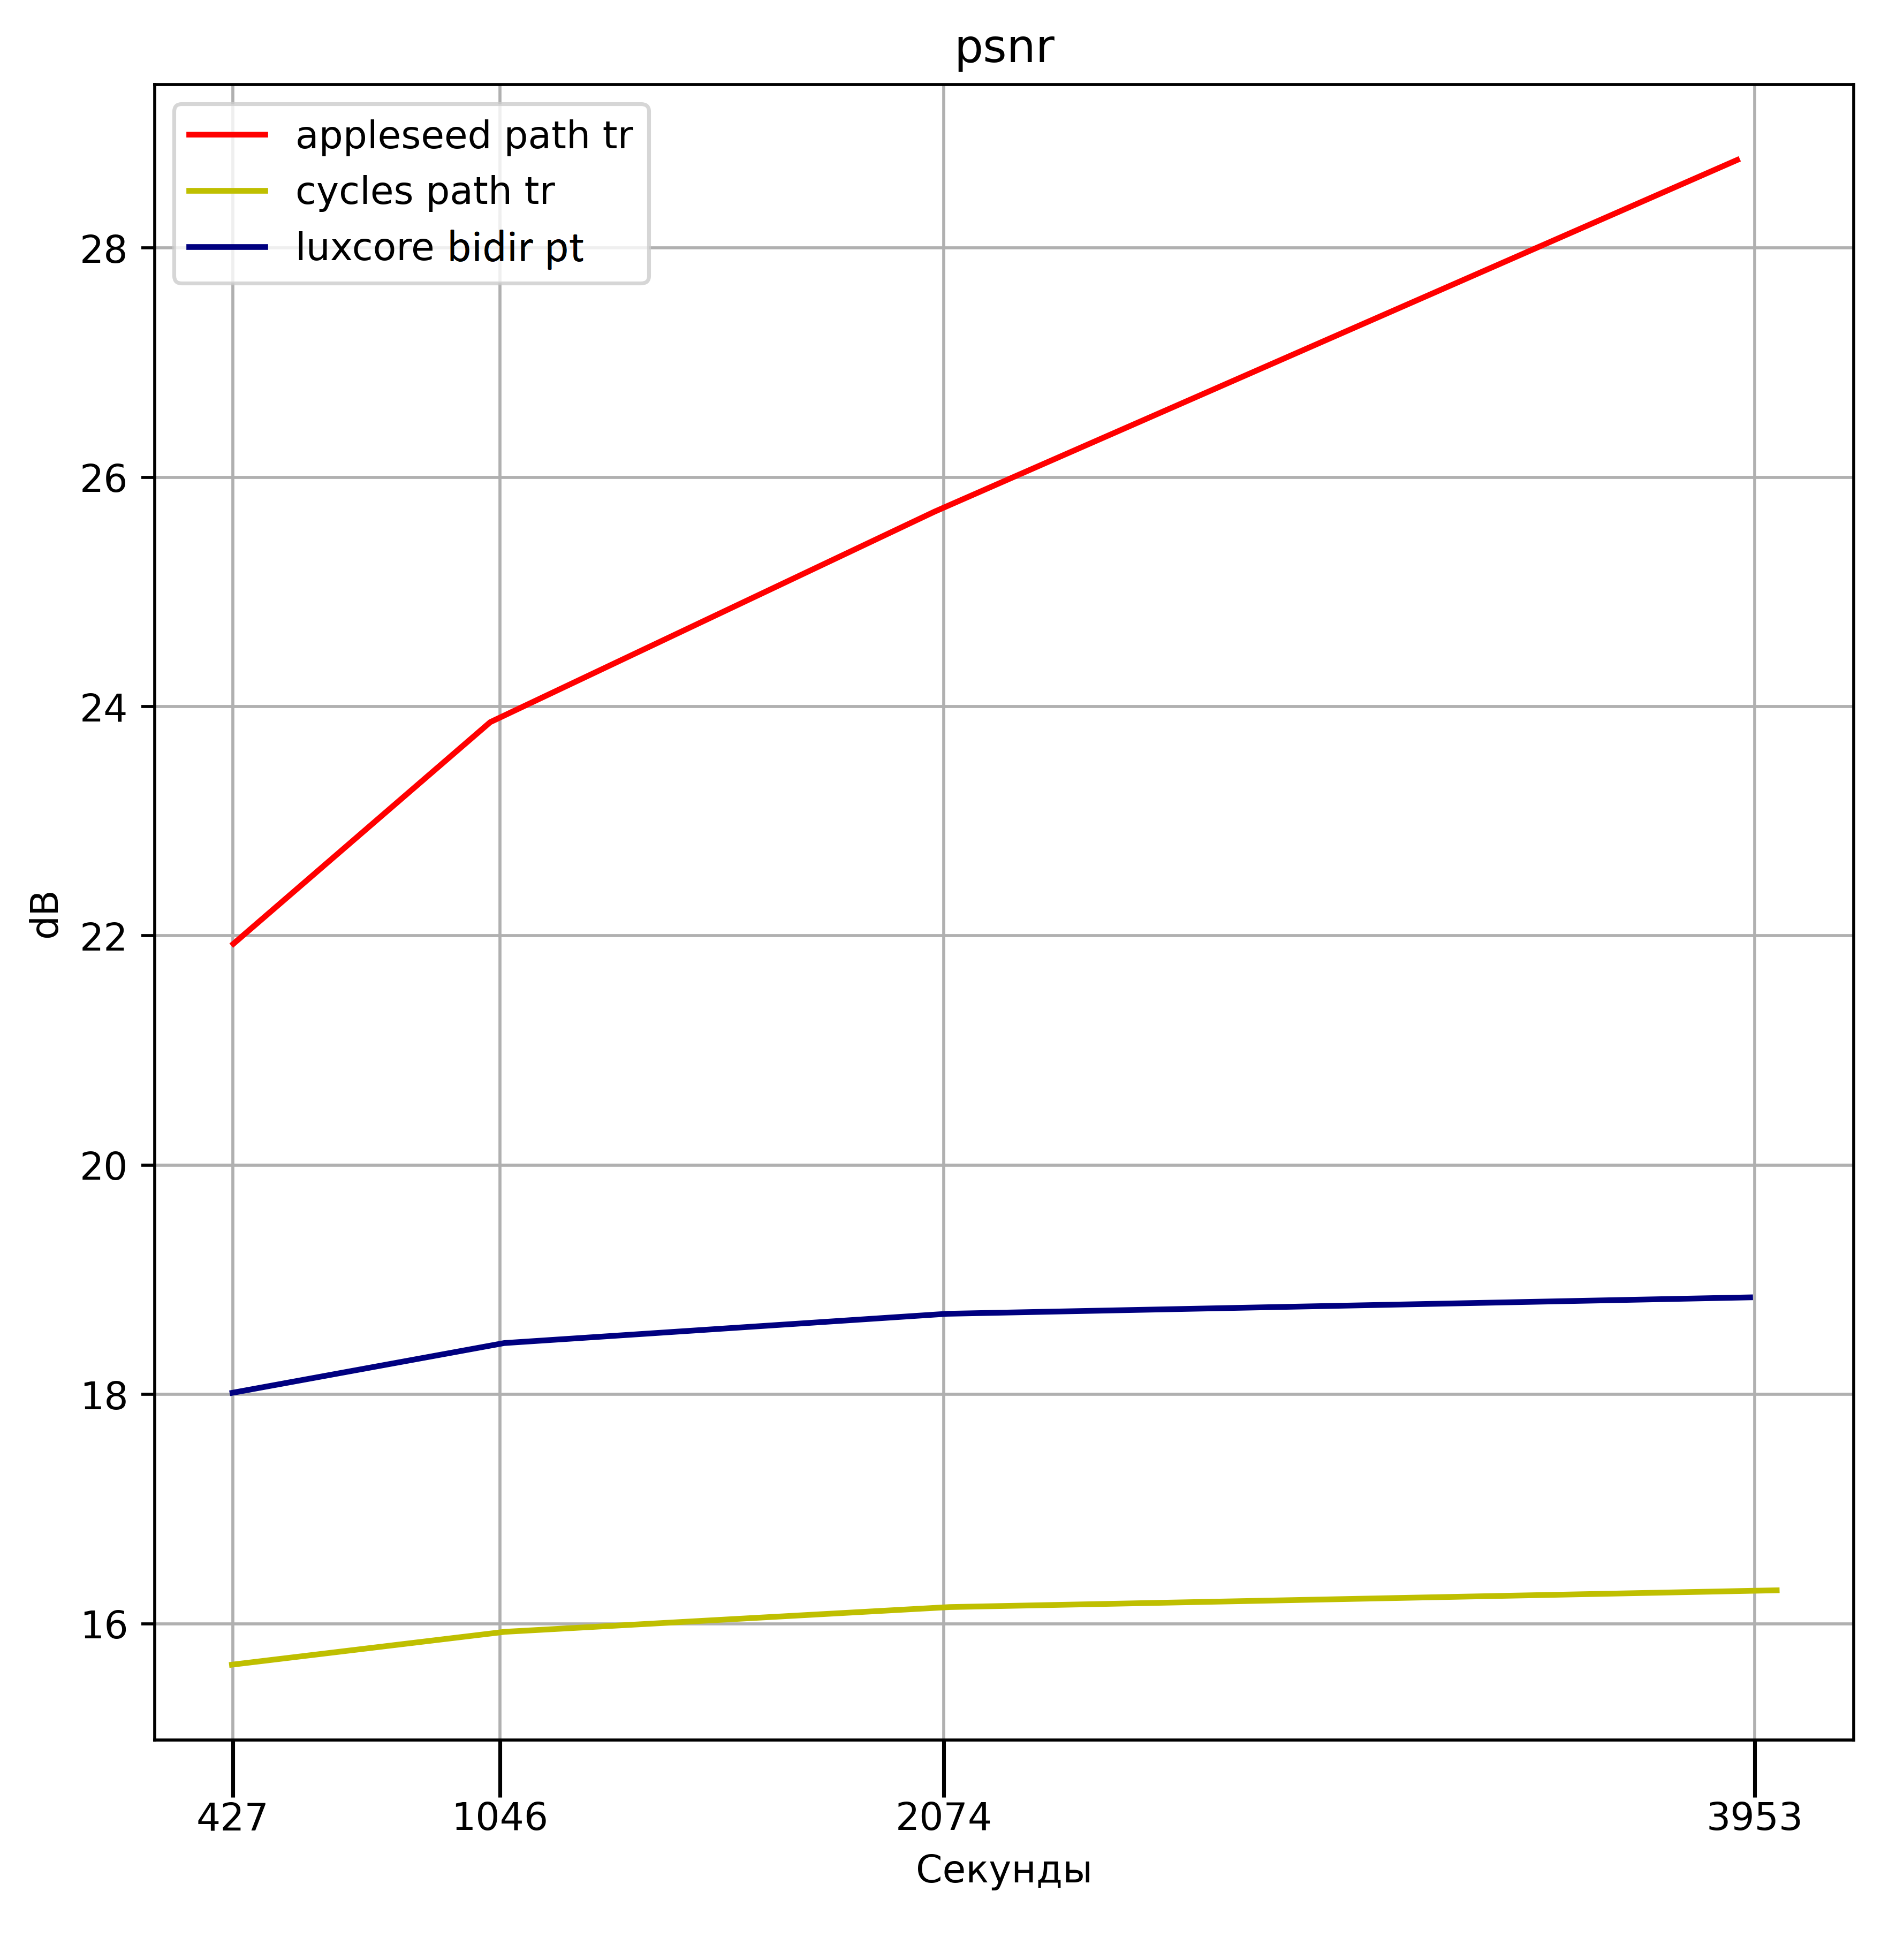 psnr
appleseed path tr
cycles path tr
luxcore bidir pt
28
26
24
22
20
18
16
dB
427 1046 2074 3953
Секунды